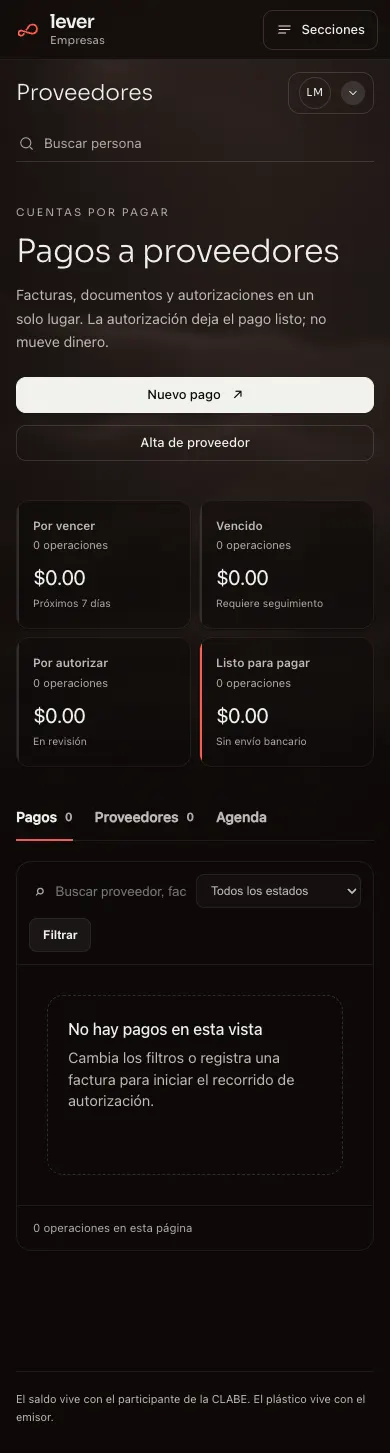 lever
Empresas
Secciones
Proveedores
LM
Buscar persona
CUENTAS POR PAGAR
Pagos a proveedores
Facturas, documentos y autorizaciones en un
solo lugar. La autorización deja el pago listo; no
mueve dinero.
Nuevo pago ↗
Alta de proveedor
Por vencer
0 operaciones
$0.00
Próximos 7 días
Vencido
0 operaciones
$0.00
Requiere seguimiento
Por autorizar
0 operaciones
$0.00
En revisión
Listo para pagar
0 operaciones
$0.00
Sin envío bancario
Pagos 0 Proveedores 0 Agenda
Buscar proveedor, fac
Todos los estados
Filtrar
No hay pagos en esta vista
Cambia los filtros o registra una
factura para iniciar el recorrido de
autorización.
0 operaciones en esta página
El saldo vive con el participante de la CLABE. El plástico vive con el
emisor.